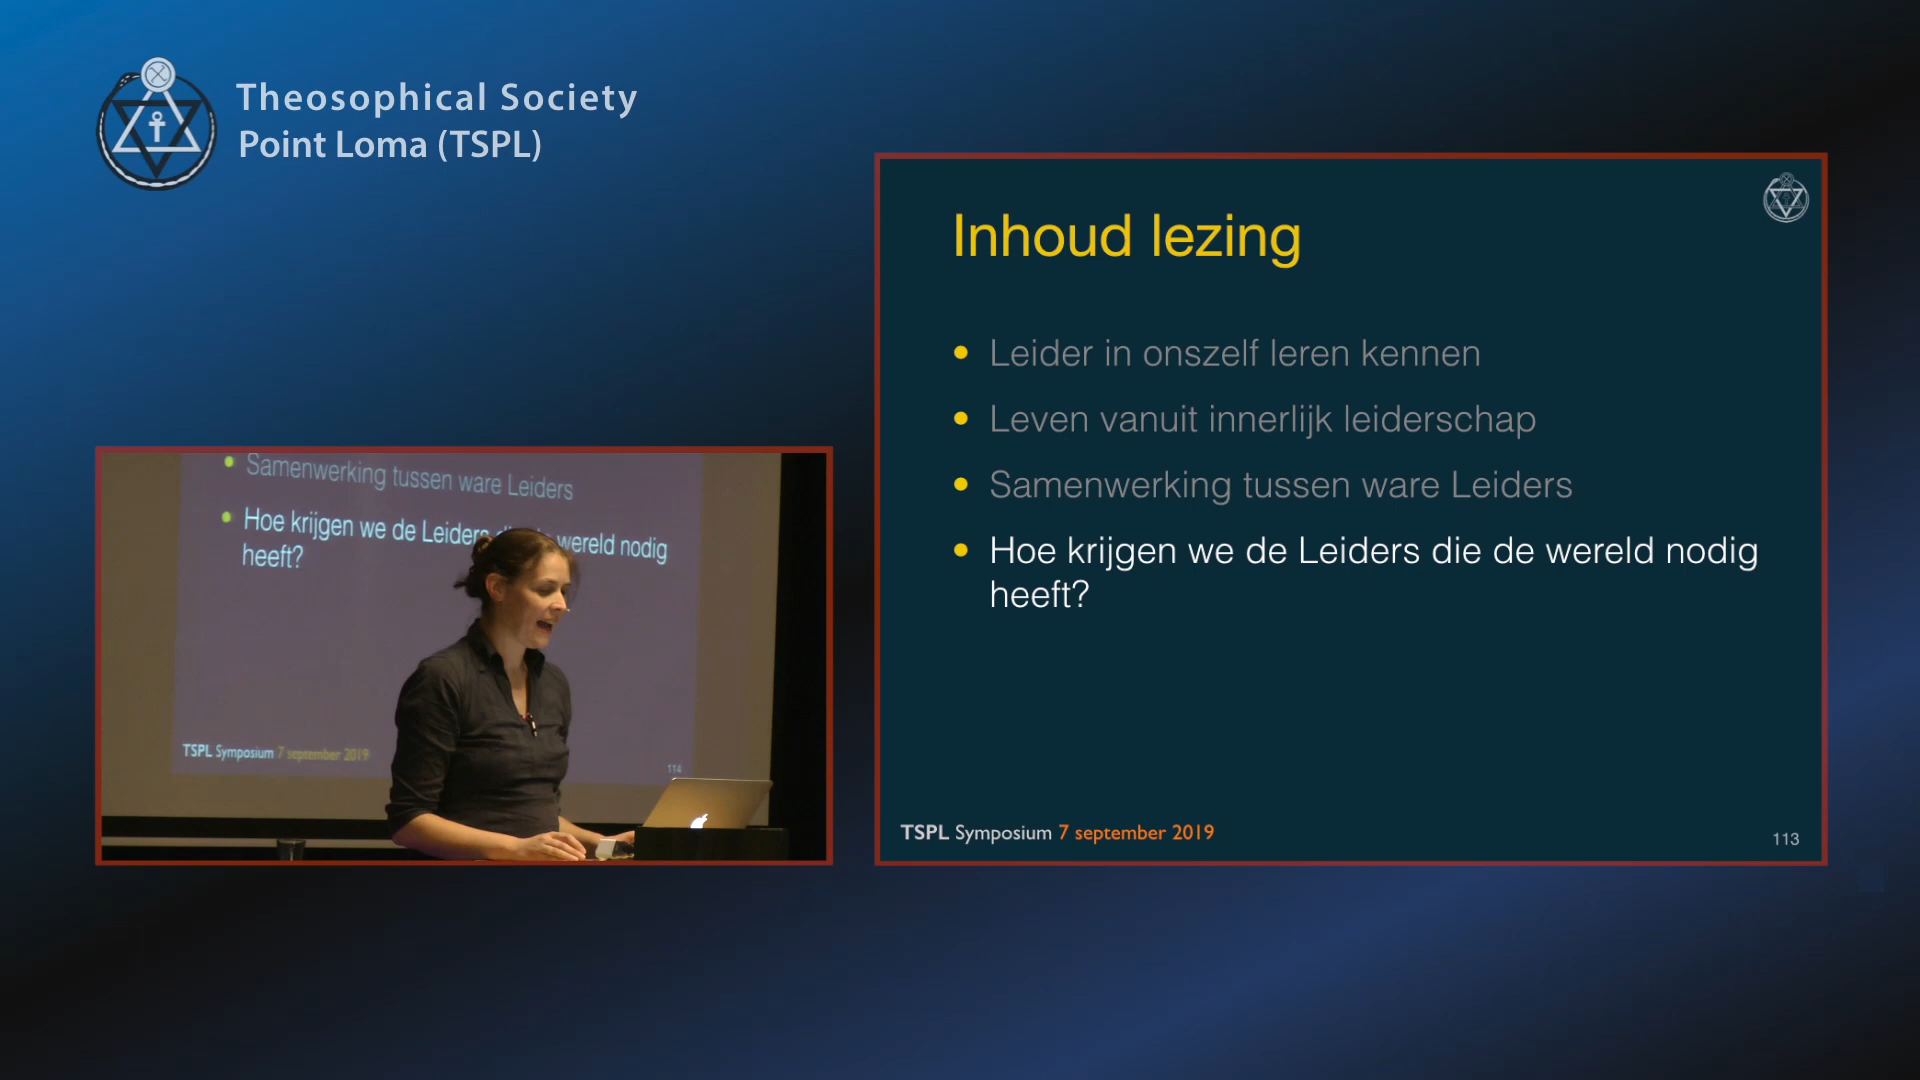 Theosophical Society
Point Loma (TSPL)
Inhoud lezing
Leider in onszelf leren kennen
Leven vanuit innerlijk leiderschap
Samenwerking tussen ware Leiders
Hoe krijgen we de Leiders die de wereld nodig
heeft?
TSPL Symposium 7 september 2019
113
Samenwerking tussen ware Leiders
Hoe krijgen we de Leiders wereld nodig
heeft?
TSPL Symposium 7 september 2019
114